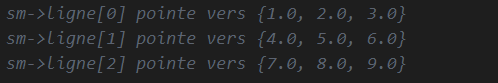 sm->ligne[0] pointe vers {1.0, 2.0, 3.0}
sm->ligne[1] pointe vers {4.0, 5.0, 6.0}
sm->ligne[2] pointe vers {7.0, 8.0, 9.0}